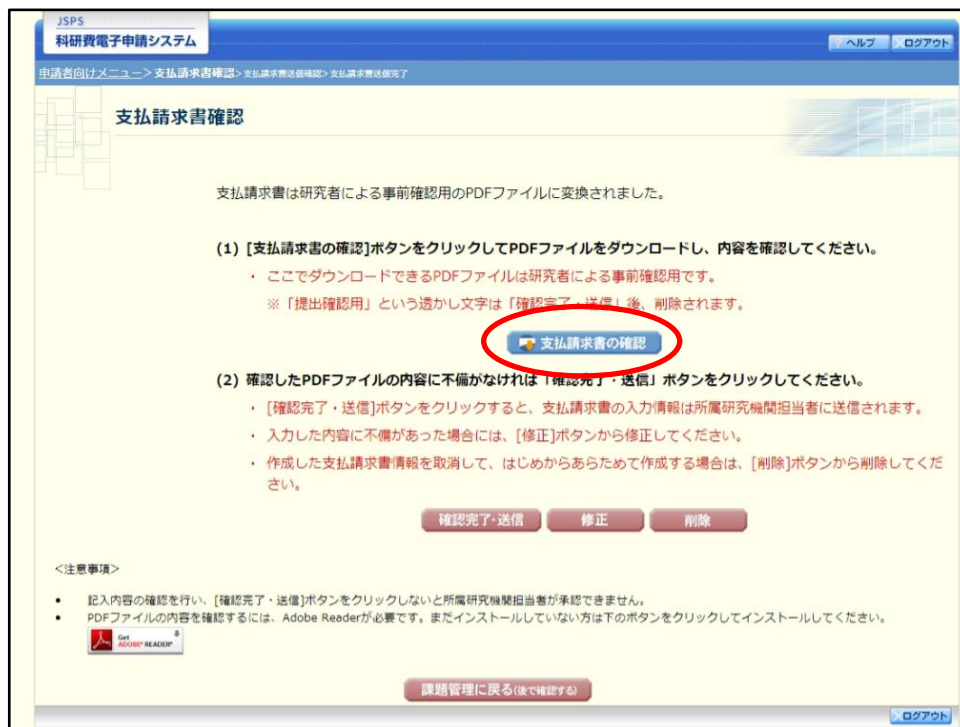 JSPS
科研費電子申請システム
ヘルプ ログアウト
申請者向けメニュー>支払請求書確認>支払請求書送信確認>支払請求書送信完了
支払請求書確認
支払請求書は研究者による事前確認用のPDFファイルに変換されました。
(1) [支払請求書の確認]ボタンをクリックしてPDFファイルをダウンロードし、内容を確認してください。
・ ここでダウンロードできるPDFファイルは研究者による事前確認用です。
※「提出確認用」という透かし文字は「確認完了・送信」後、削除されます。
支払請求書の確認
(2) 確認したPDFファイルの内容に不備がなければ「確認完了・送信」ボタンをクリックしてください。
・ [確認完了・送信]ボタンをクリックすると、支払請求書の入力情報は所属研究機関担当者に送信されます。
・ 入力した内容に不備があった場合には、[修正]ボタンから修正してください。
・ 作成した支払請求書情報を取消して、はじめからあらためて作成する場合は、[削除]ボタンから削除してくだ
さい。
確認完了・送信 修正 削除
<注意事項>
• 記入内容の確認を行い、[確認完了・送信]ボタンをクリックしないと所属研究機関担当者が承認できません。
• PDFファイルの内容を確認するには、Adobe Readerが必要です。まだインストールしていない方は下のボタンをクリックしてインストールしてください。
Get
ADOBE® READER®
課題管理に戻る(後で確認する)
ログアウト